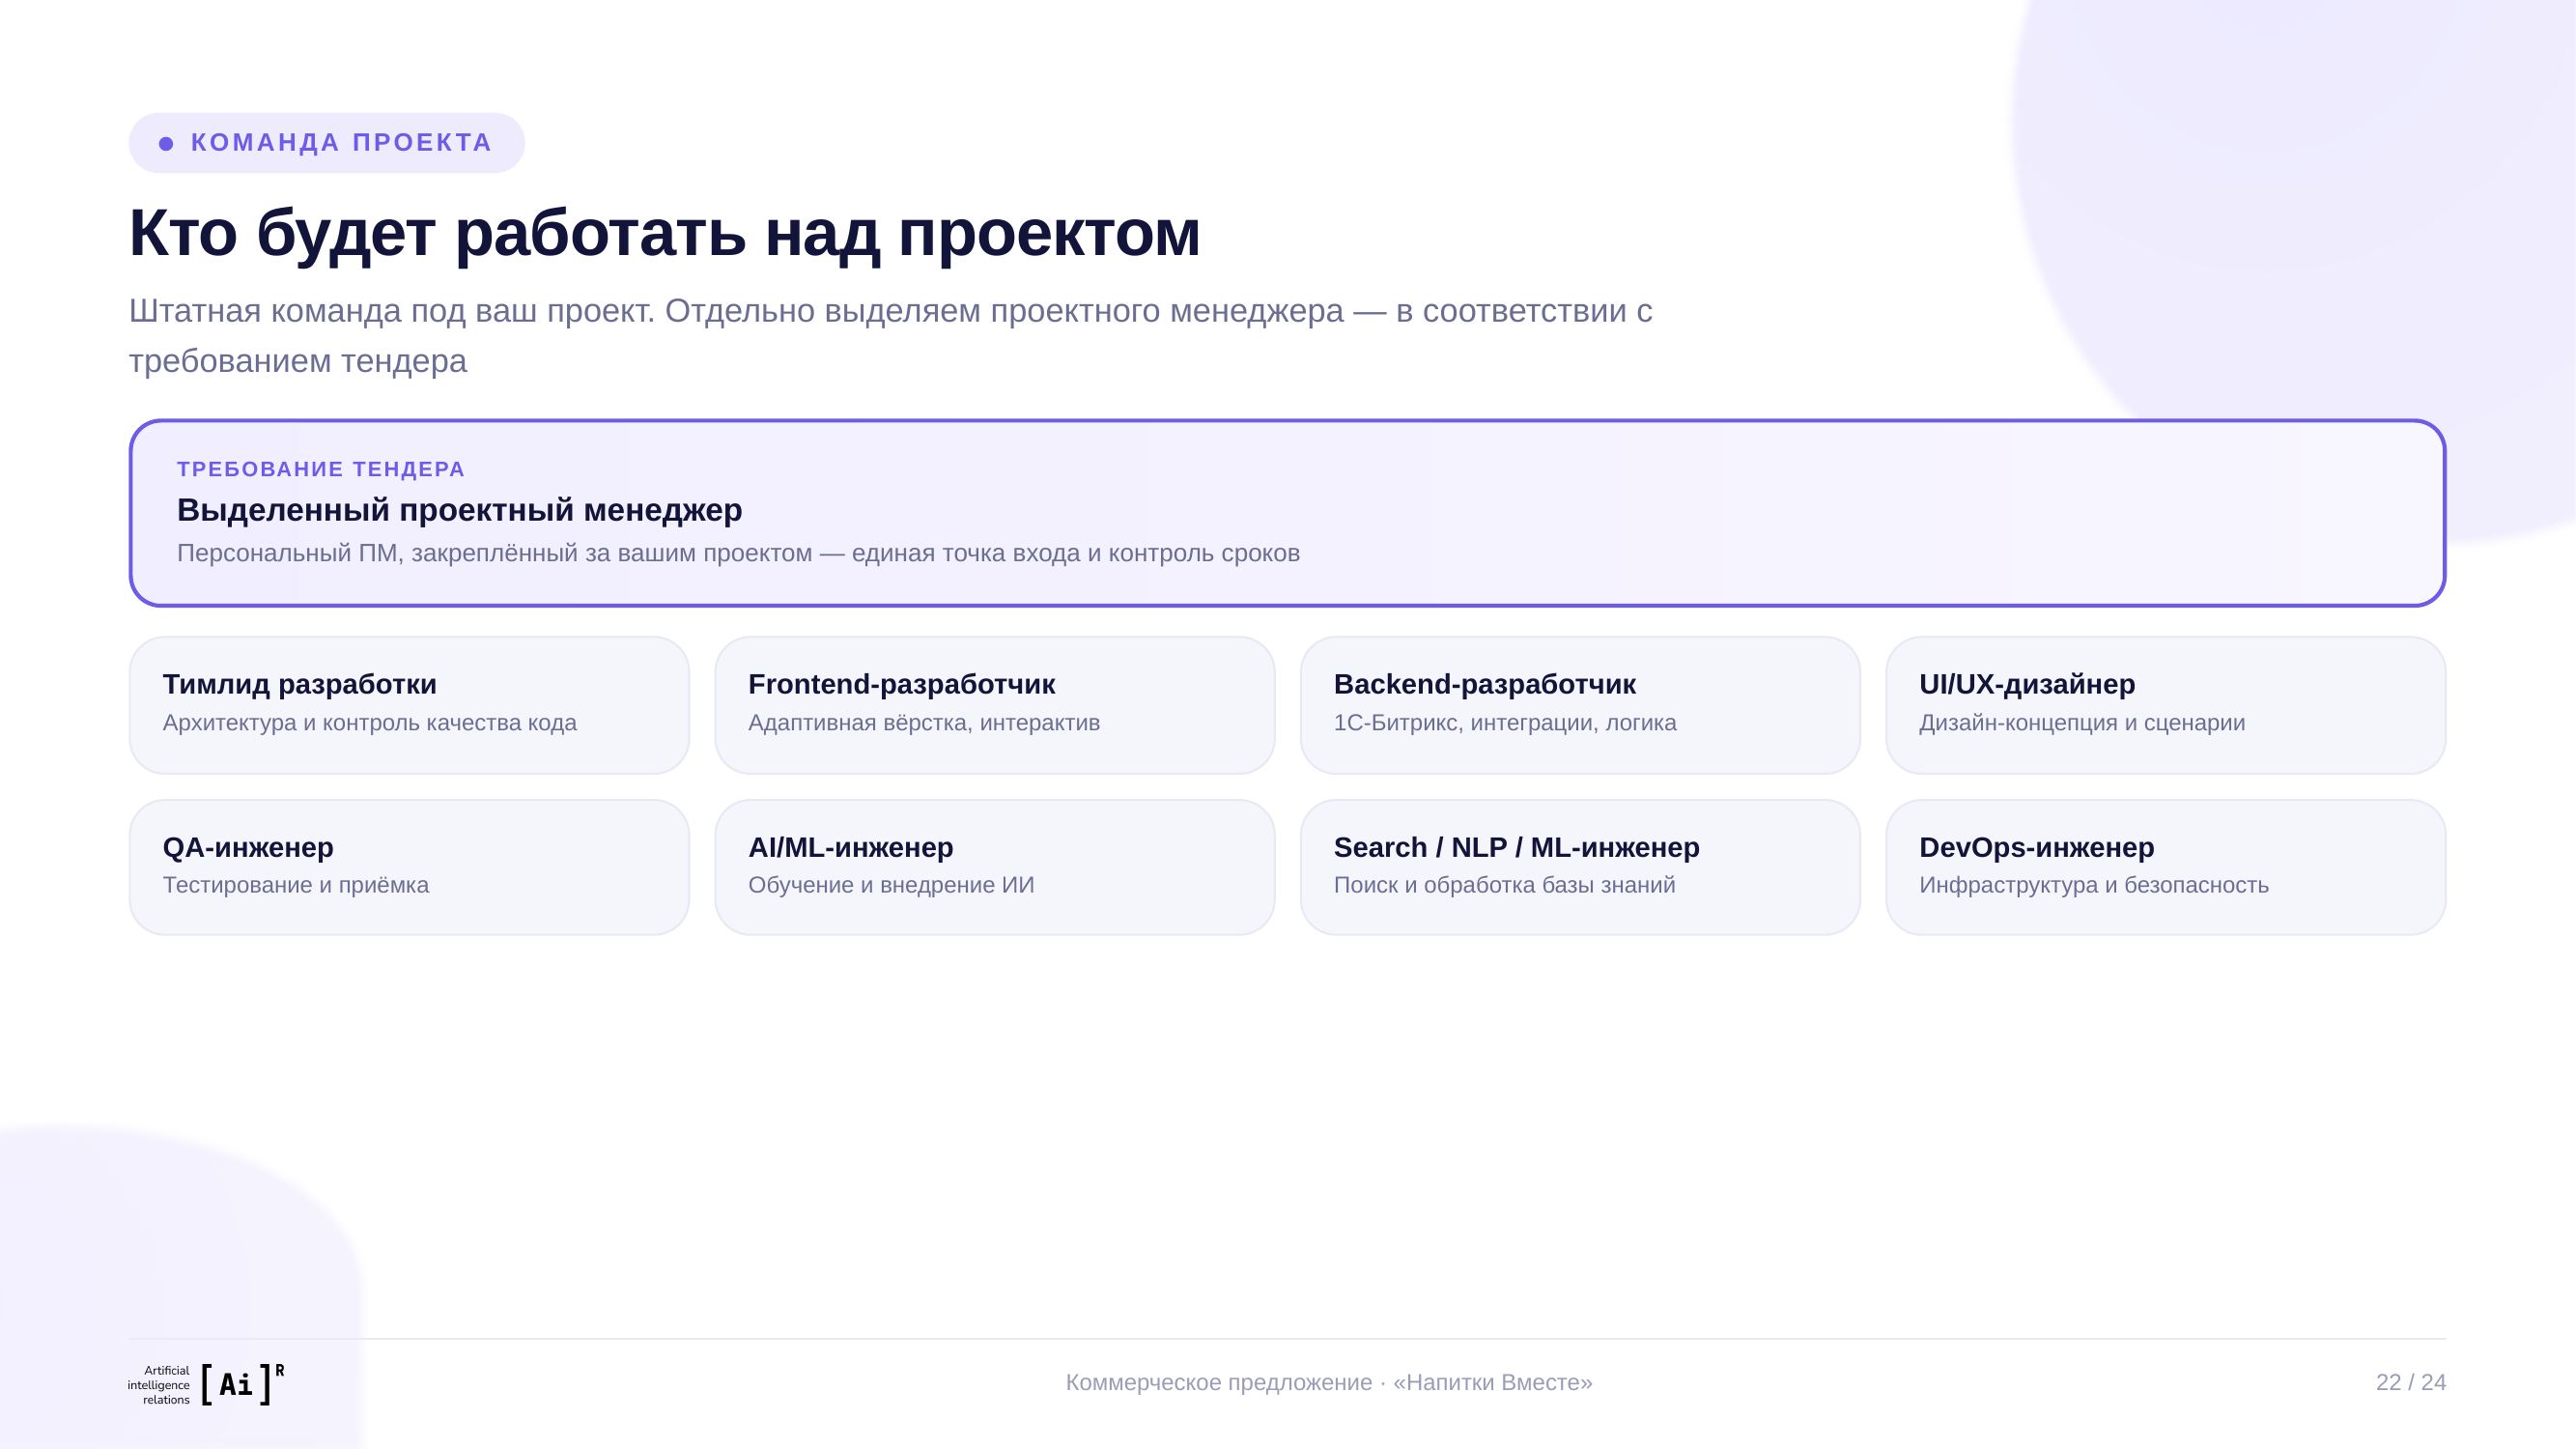 КОМАНДА ПРОЕКТА
Кто будет работать над проектом
Штатная команда под ваш проект. Отдельно выделяем проектного менеджера — в соответствии с
требованием тендера
ТРЕБОВАНИЕ ТЕНДЕРА
Выделенный проектный менеджер
Персональный ПМ, закреплённый за вашим проектом — единая точка входа и контроль сроков
Тимлид разработки
Архитектура и контроль качества кода
Frontend-разработчик
Адаптивная вёрстка, интерактив
Backend-разработчик
1С-Битрикс, интеграции, логика
UI/UX-дизайнер
Дизайн-концепция и сценарии
QA-инженер
Тестирование и приёмка
AI/ML-инженер
Обучение и внедрение ИИ
Search / NLP / ML-инженер
Поиск и обработка базы знаний
DevOps-инженер
Инфраструктура и безопасность
Artificial
intelligence
relations
[Ai]R
Коммерческое предложение · «Напитки Вместе»
22 / 24